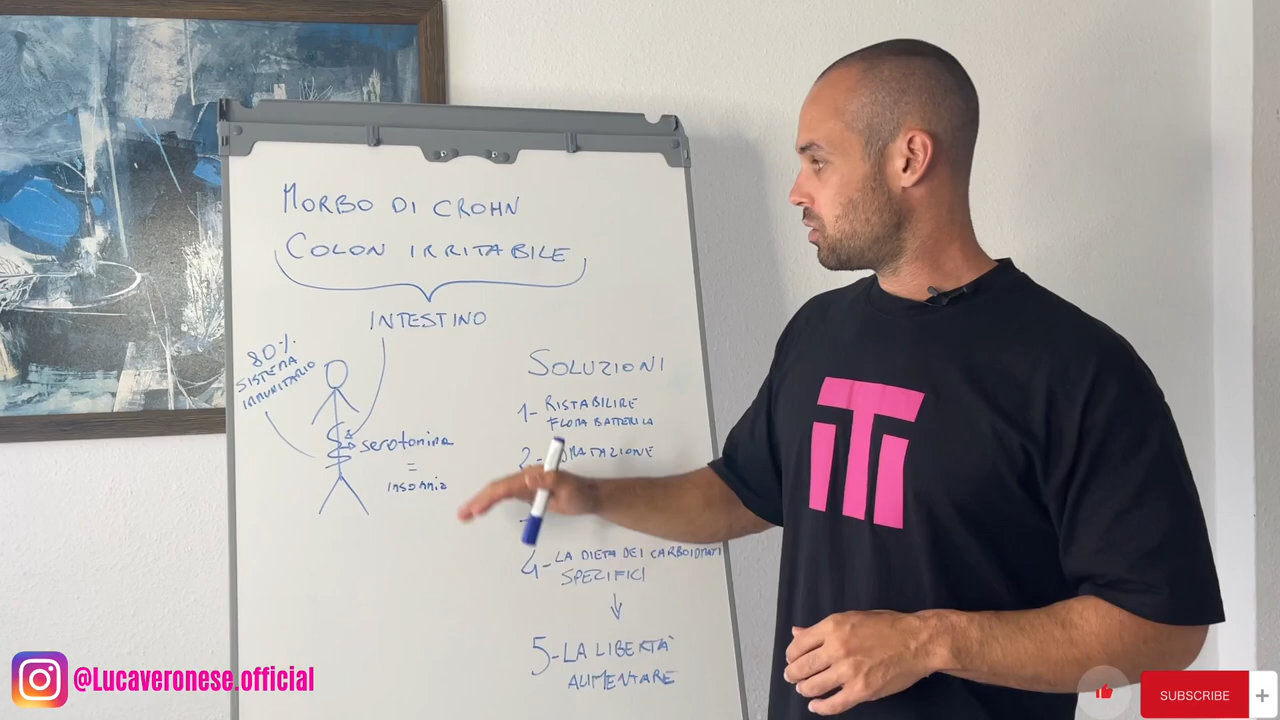 MORBO DI CROHN
COLON IRRITABILE
INTESTINO
80%
SISTEMA
IMMUNITARIO
serotonina
=
insonnia
SOLUZIONI
1- RISTABILIRE
FLORA BATTERICA
2-
4- LA DIETA DEI CARBOIDRATI
SPECIFICI
5- LA LIBERTÀ
ALIMENTARE
@Lucaveronese.official
SUBSCRIBE